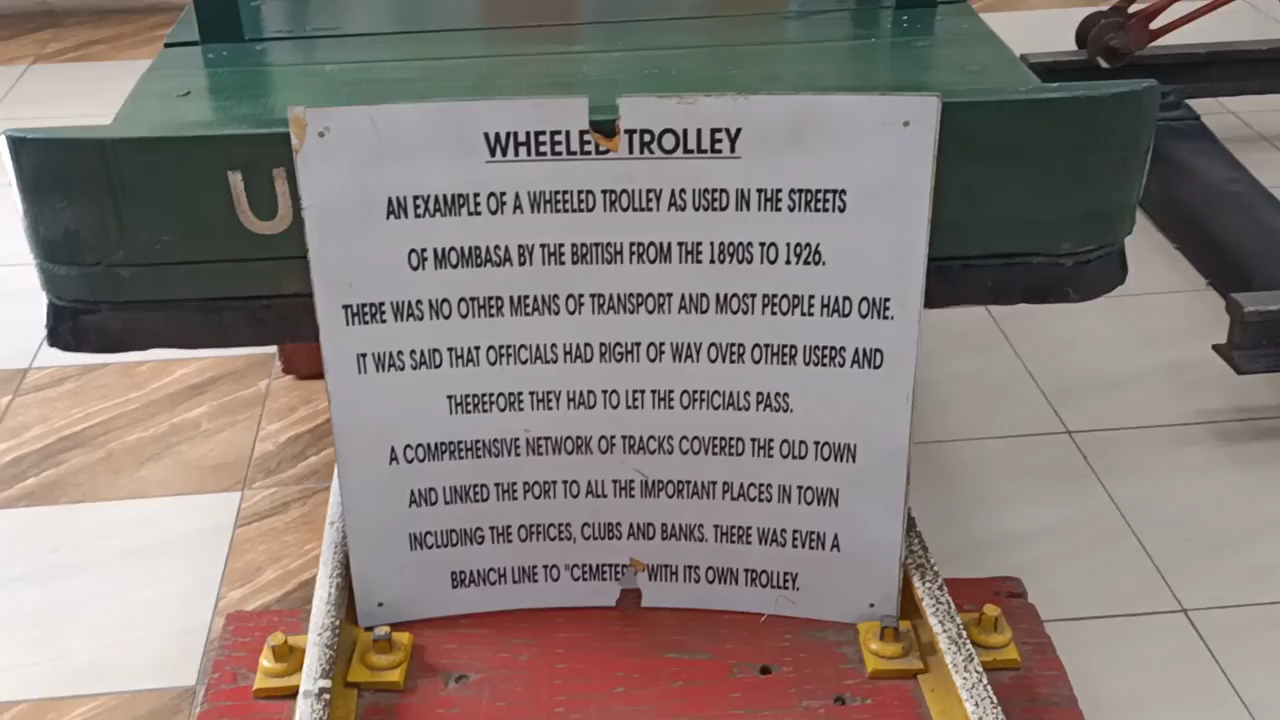 WHEELED TROLLEY
U
AN EXAMPLE OF A WHEELED TROLLEY AS USED IN THE STREETS
OF MOMBASA BY THE BRITISH FROM THE 1890S TO 1926.
THERE WAS NO OTHER MEANS OF TRANSPORT AND MOST PEOPLE HAD ONE.
IT WAS SAID THAT OFFICIALS HAD RIGHT OF WAY OVER OTHER USERS AND
THEREFORE THEY HAD TO LET THE OFFICIALS PASS.
A COMPREHENSIVE NETWORK OF TRACKS COVERED THE OLD TOWN
AND LINKED THE PORT TO ALL THE IMPORTANT PLACES IN TOWN
INCLUDING THE OFFICES, CLUBS AND BANKS. THERE WAS EVEN A
BRANCH LINE TO "CEMETERY" WITH ITS OWN TROLLEY.